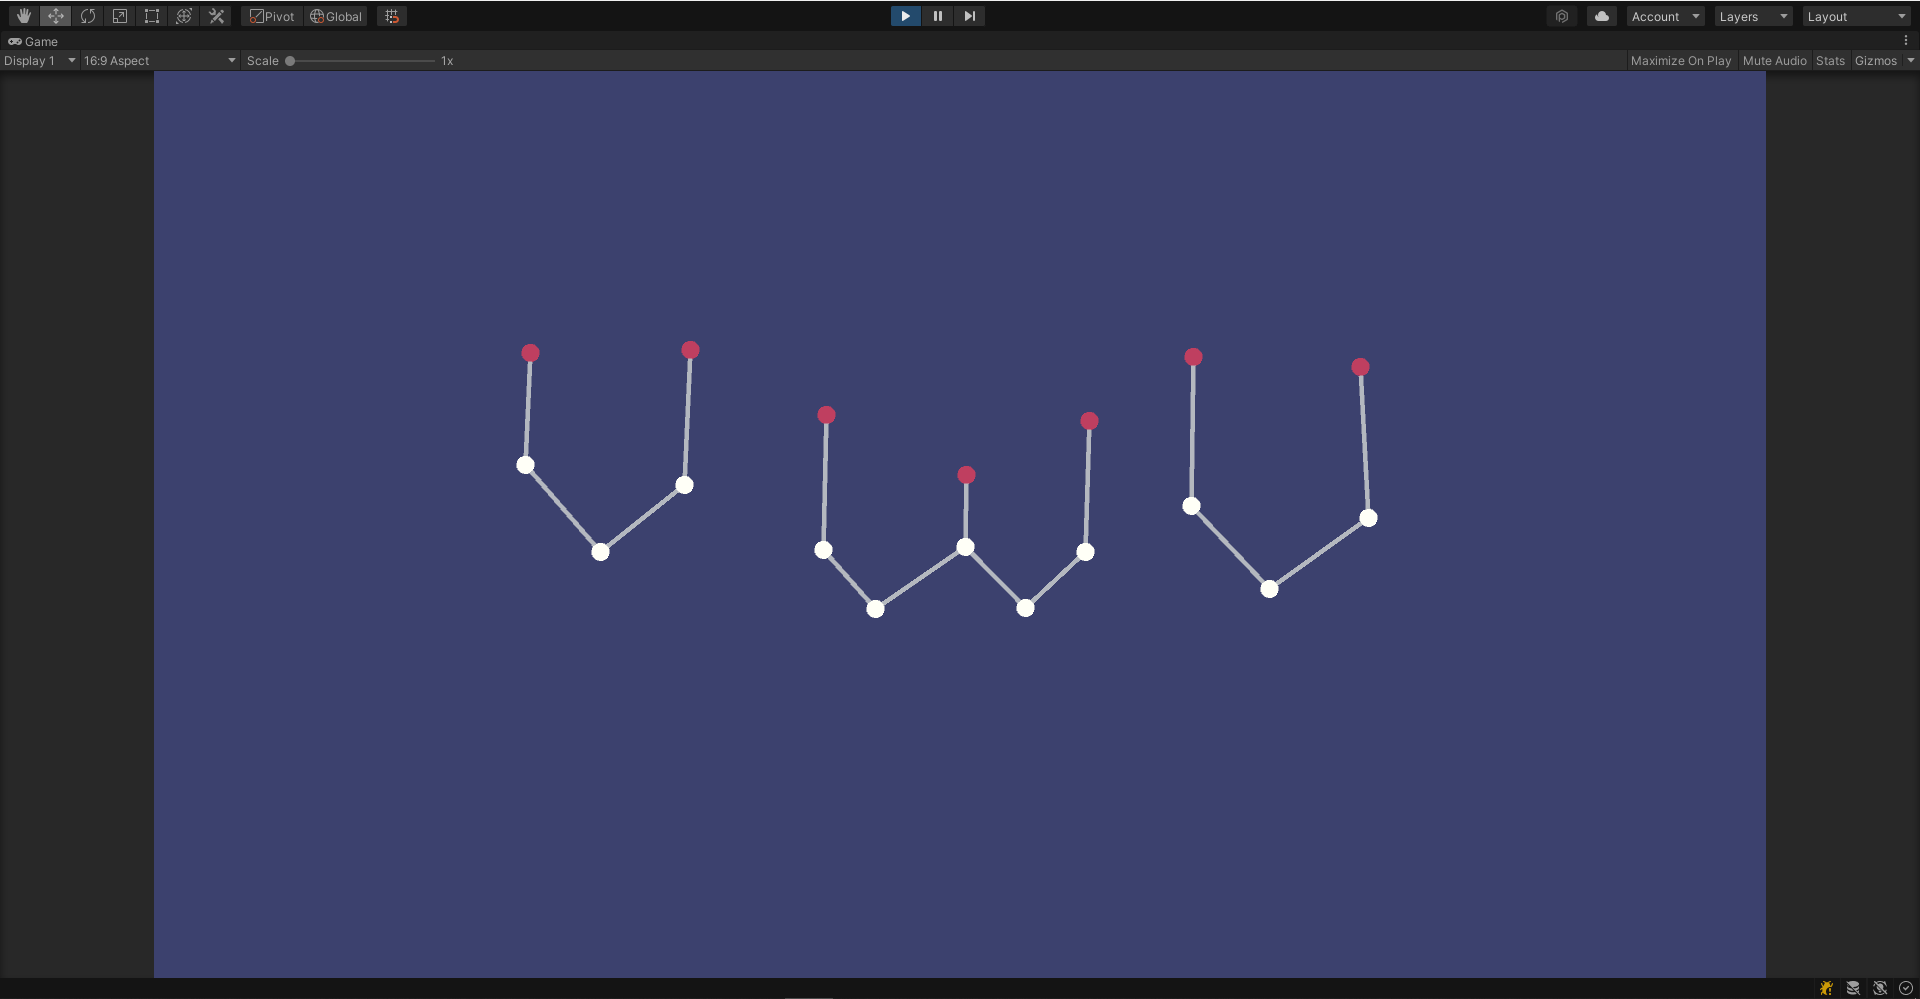 Pivot Global Account Layers Layout
Game
Display 1 16:9 Aspect Scale 1x Maximize On Play Mute Audio Stats Gizmos
UwU